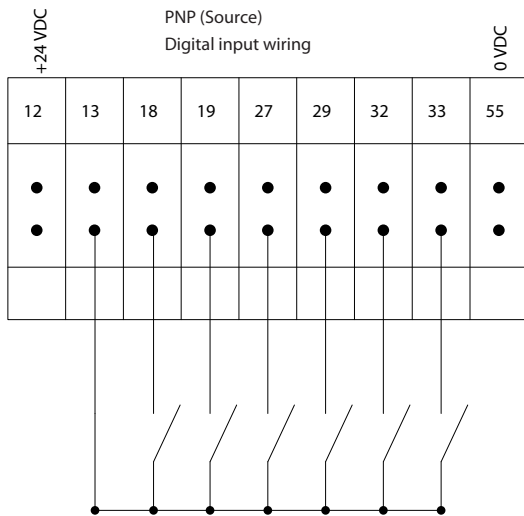 PNP (Source)
Digital input wiring
+24 VDC
0 VDC
12 13 18 19 27 29 32 33 55